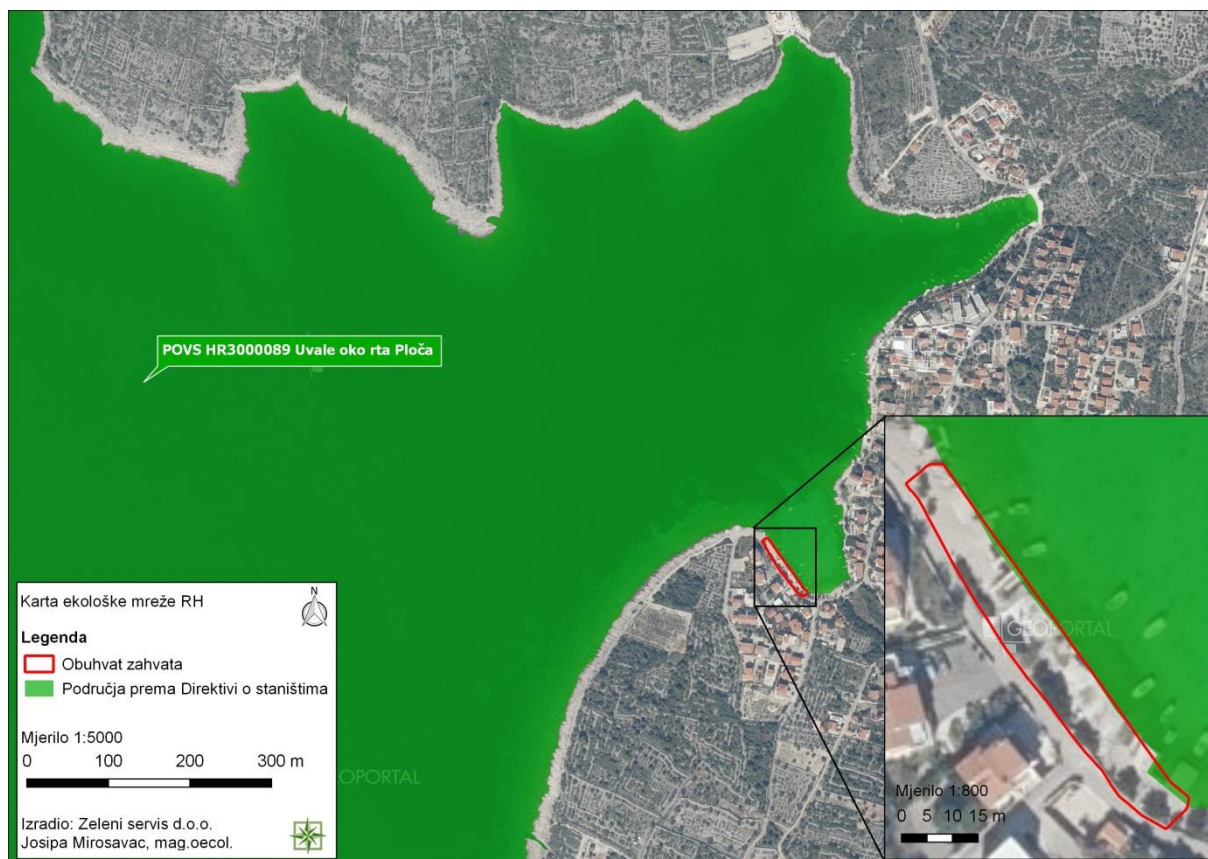 POVS HR3000089 Uvale oko rta Ploča
GEOPORTAL
Karta ekološke mreže RH
N
Legenda
Obuhvat zahvata
Područja prema Direktivi o staništima
Mjerilo 1:5000
0 100 200 300 m
Izradio: Zeleni servis d.o.o.
Josipa Mirosavac, mag.oecol.
GEOPORTAL
GEOPORTAL
Mjerilo 1:800
0 5 10 15 m